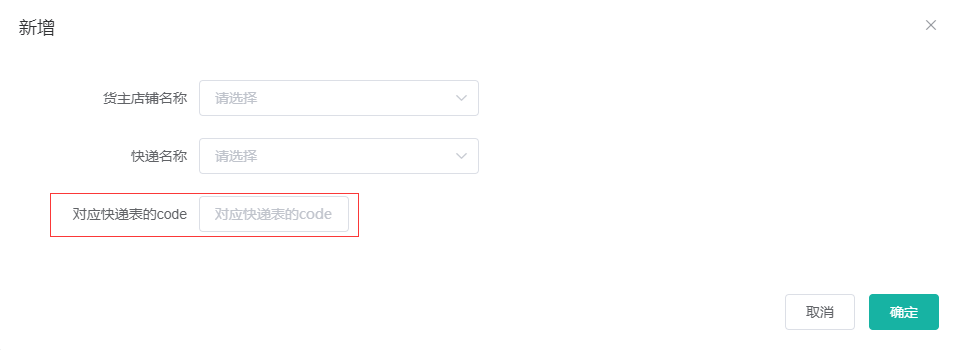 新增
货主店铺名称 请选择
快递名称 请选择
对应快递表的code 对应快递表的code
取消 确定